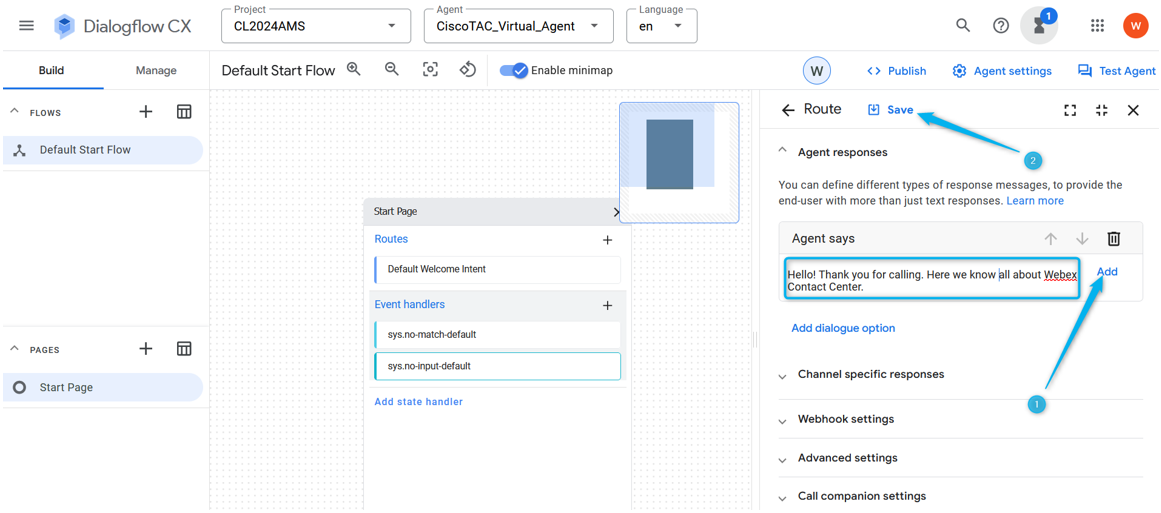 Dialogflow CX
Project
CL2024AMS
Agent
CiscoTAC_Virtual_Agent
Language
en
1
W
Build
Manage
Default Start Flow
Enable minimap
W
Publish
Agent settings
Test Agent
FLOWS
Default Start Flow
PAGES
Start Page
Start Page
Routes
Default Welcome Intent
Event handlers
sys.no-match-default
sys.no-input-default
Add state handler
Route
Save
2
Agent responses
You can define different types of response messages, to provide the
end-user with more than just text responses. Learn more
Agent says
Hello! Thank you for calling. Here we know all about Webex
Contact Center.
Add
Add dialogue option
1
Channel specific responses
Webhook settings
Advanced settings
Call companion settings